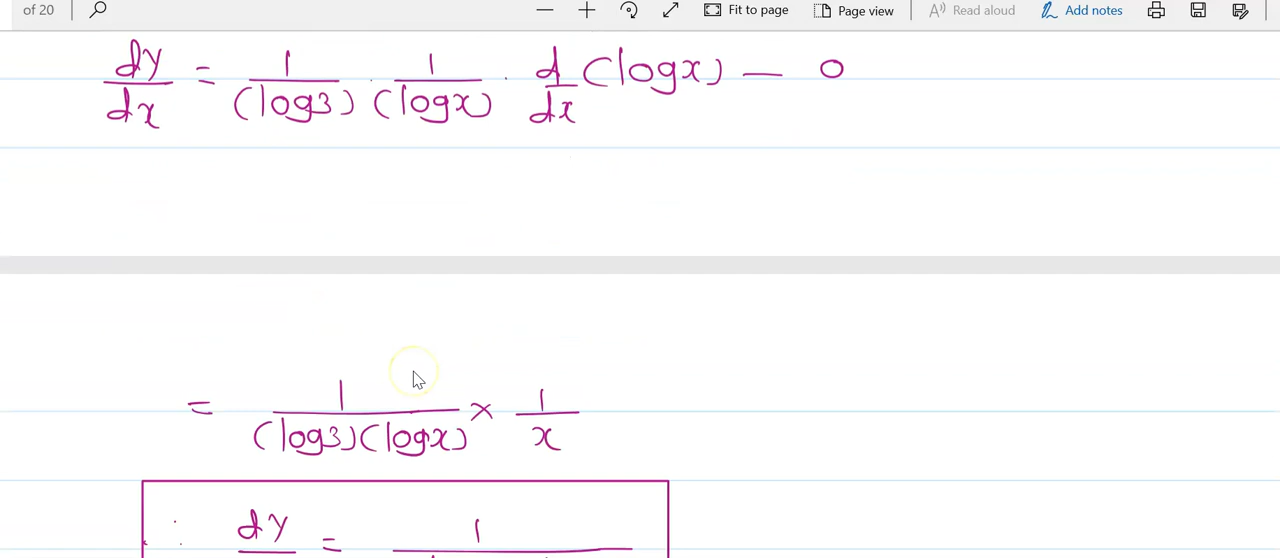 of 20 Fit to page Page view Read aloud Add notes
dy/dx = 1/(log3) · 1/(logx) · d/dx (logx) — 0
= 1/(log3)(logx) × 1/x
∴ dy = 1